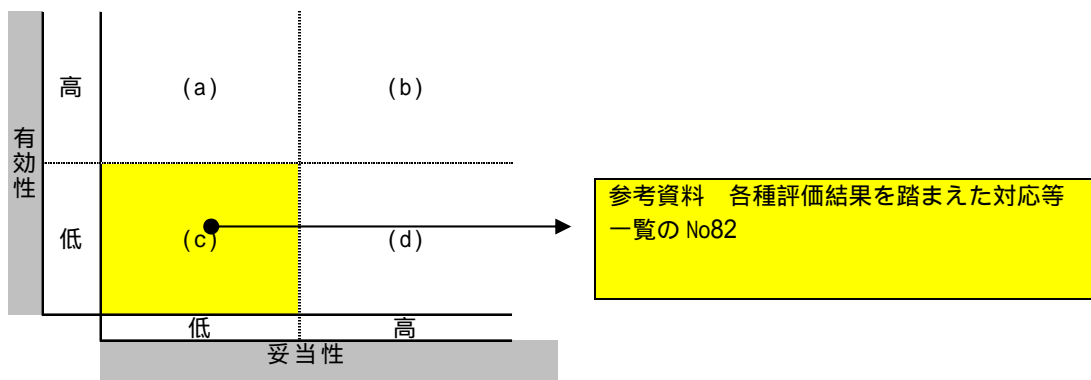 有効性
高
(a)
(b)
低
(c)
(d)
低
高
妥当性
参考資料　各種評価結果を踏まえた対応等
一覧の No82